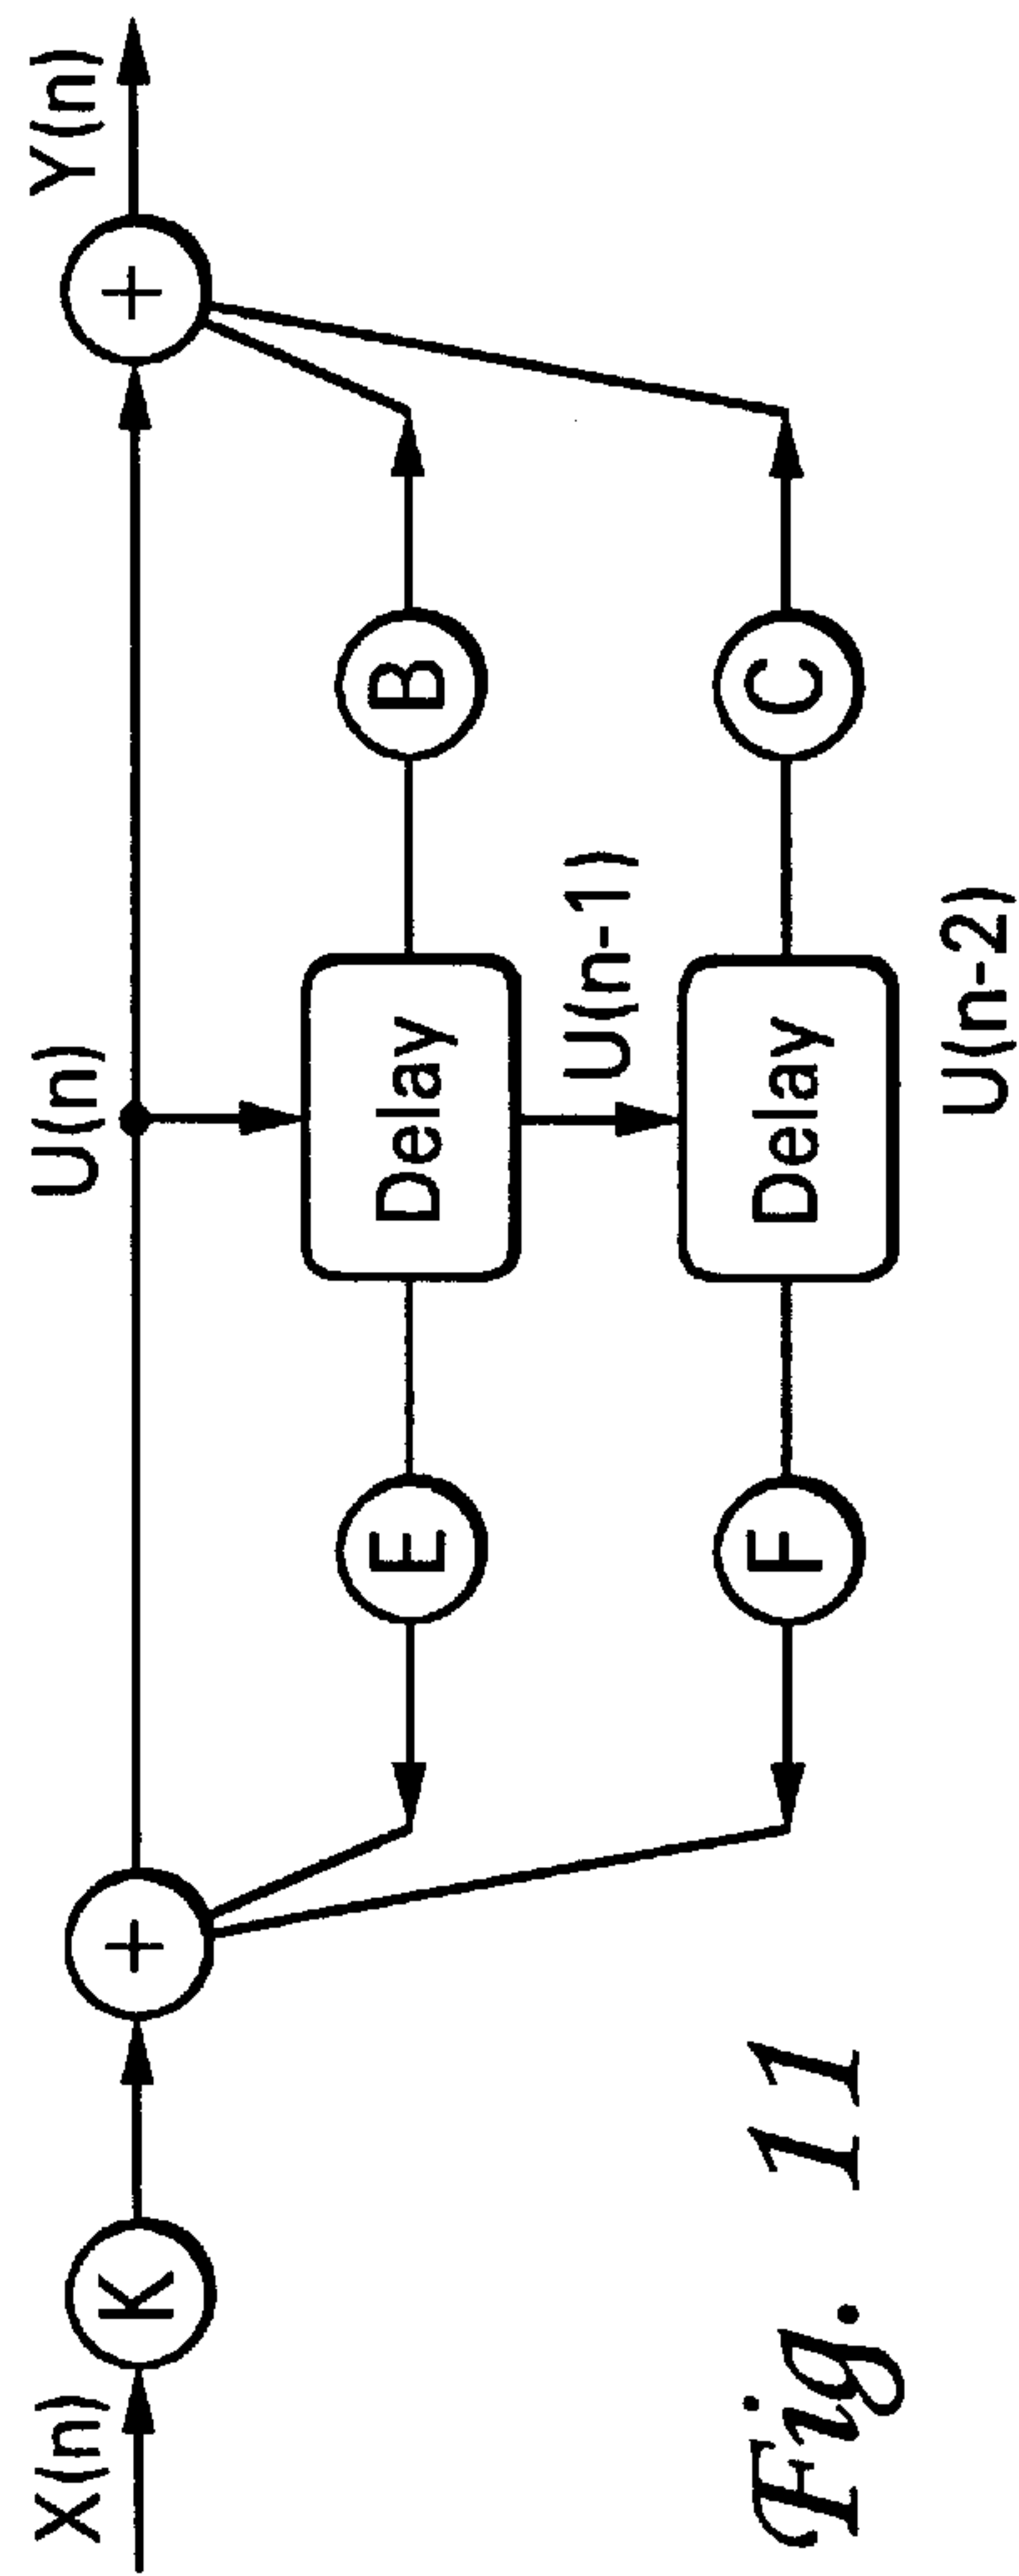 X(n)
K
+
U(n)
+
Y(n)
E
Delay
B
U(n-1)
F
Delay
C
U(n-2)
Fig. 11